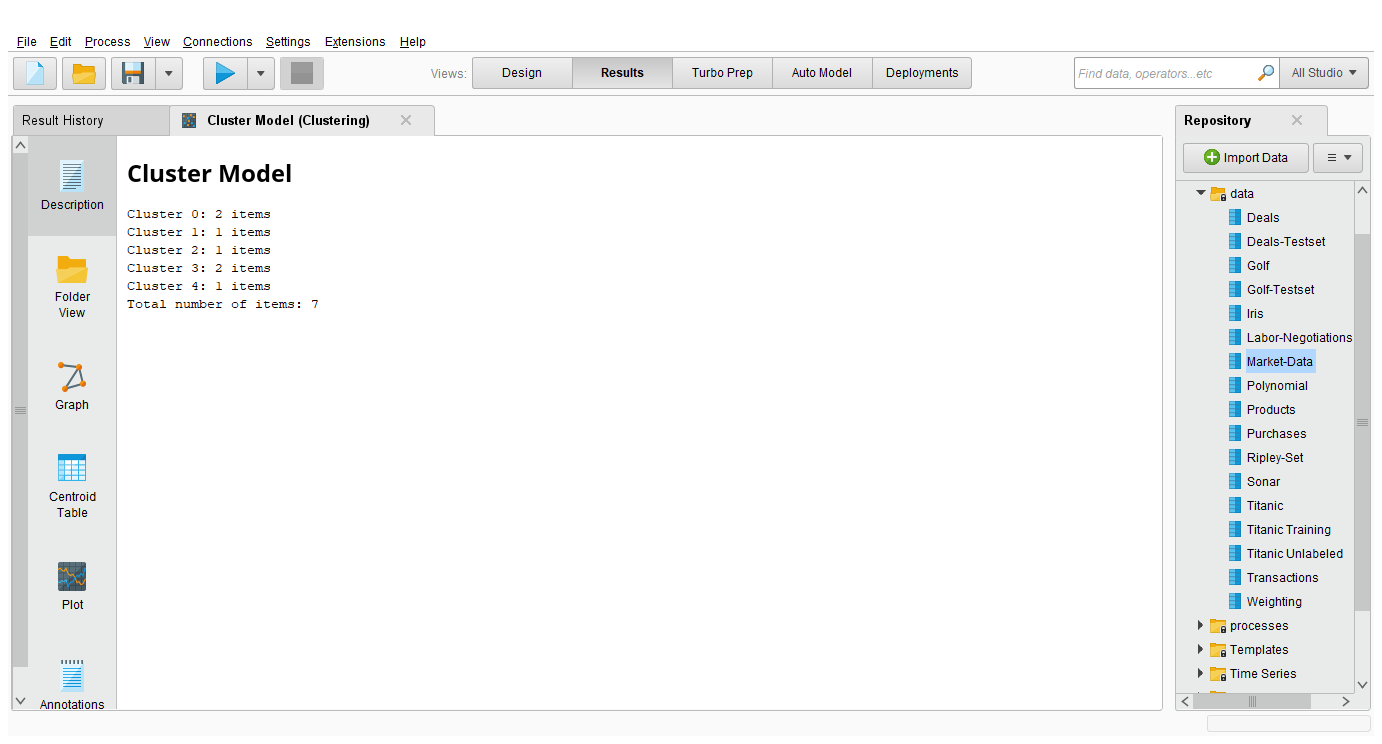 File Edit Process View Connections Settings Extensions Help
Views: Design Results Turbo Prep Auto Model Deployments
Find data, operators...etc
All Studio
Result History
Cluster Model (Clustering)
Description
Folder
View
Graph
Centroid
Table
Plot
Annotations
Cluster Model
Cluster 0: 2 items
Cluster 1: 1 items
Cluster 2: 1 items
Cluster 3: 2 items
Cluster 4: 1 items
Total number of items: 7
Repository
Import Data
data
Deals
Deals-Testset
Golf
Golf-Testset
Iris
Labor-Negotiations
Market-Data
Polynomial
Products
Purchases
Ripley-Set
Sonar
Titanic
Titanic Training
Titanic Unlabeled
Transactions
Weighting
processes
Templates
Time Series